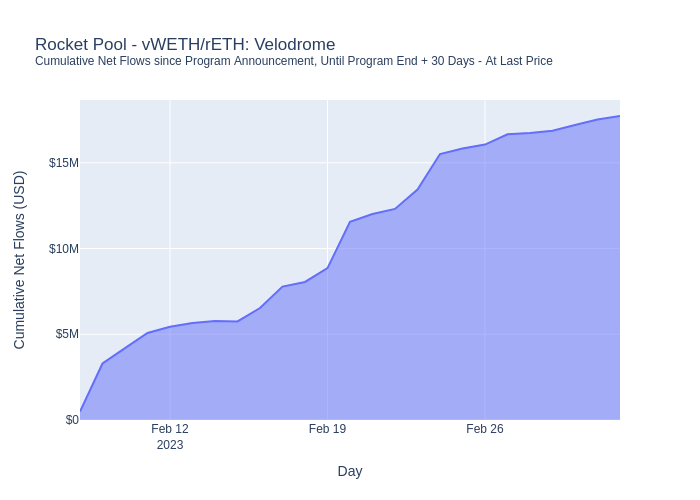 Rocket Pool - vWETH/rETH: Velodrome
Cumulative Net Flows since Program Announcement, Until Program End + 30 Days - At Last Price
Cumulative Net Flows (USD)
$15M
$10M
$5M
$0
Feb 12
2023
Feb 19
Feb 26
Day